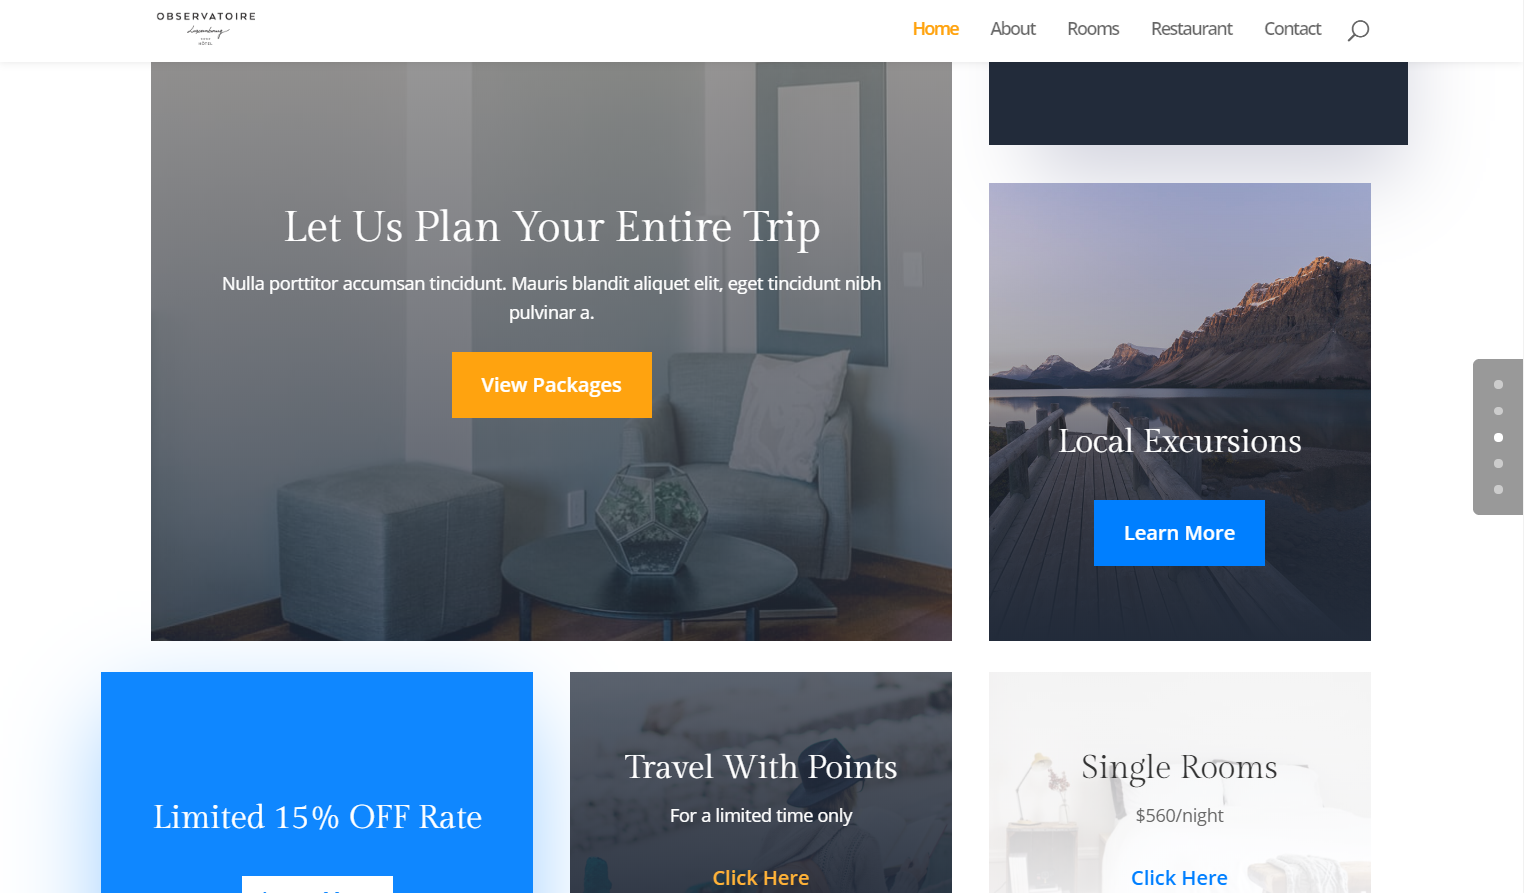 OBSERVATOIRE
Luxembourg
HÔTEL
Home
About
Rooms
Restaurant
Contact
Let Us Plan Your Entire Trip
Nulla porttitor accumsan tincidunt. Mauris blandit aliquet elit, eget tincidunt nibh
pulvinar a.
View Packages
Local Excursions
Learn More
Limited 15% OFF Rate
Travel With Points
For a limited time only
Click Here
Single Rooms
$560/night
Click Here